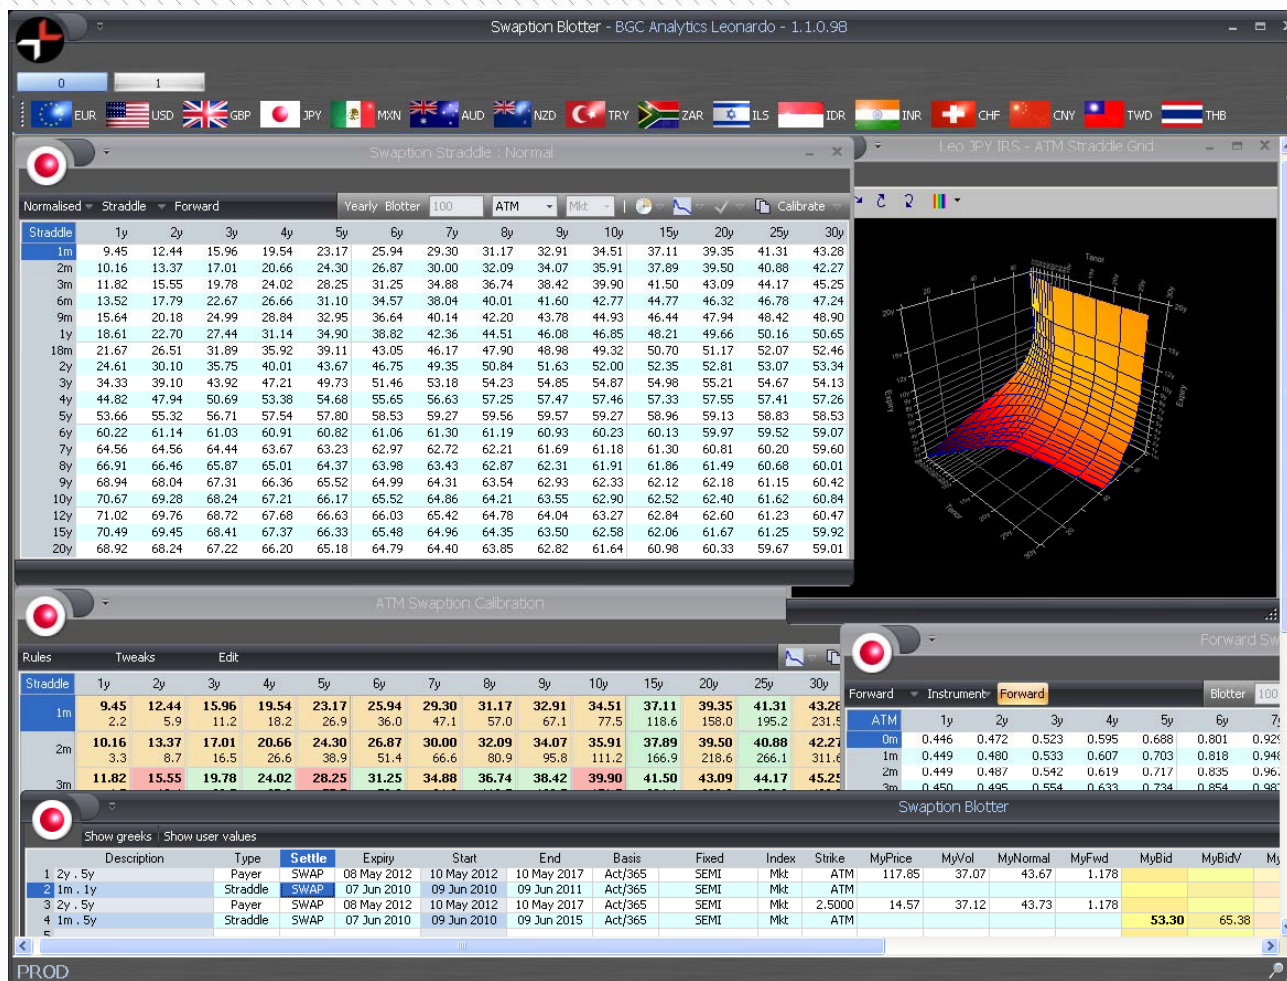 Swaption Blotter - BGC Analytics Leonardo - 1.1.0.98
0 1
EUR USD GBP JPY MXN AUD NZD TRY ZAR ILS IDR INR CHF CNY TWD THB
Swaption Straddle : Normal
Normalised Straddle Forward Yearly Blotter 100 ATM Mkt Calibrate
Straddle 1y 2y 3y 4y 5y 6y 7y 8y 9y 10y 15y 20y 25y 30y
1m 9.45 12.44 15.96 19.54 23.17 25.94 29.30 31.17 32.91 34.51 37.11 39.35 41.31 43.28
2m 10.16 13.37 17.01 20.66 24.30 26.87 30.00 32.09 34.07 35.91 37.89 39.50 40.88 42.27
3m 11.82 15.55 19.78 24.02 28.25 31.25 34.88 36.74 38.42 39.90 41.50 43.09 44.17 45.25
6m 13.52 17.79 22.67 26.66 31.10 34.57 38.04 40.01 41.60 42.77 44.77 46.32 46.78 47.24
9m 15.64 20.18 24.99 28.84 32.95 36.64 40.14 42.20 43.78 44.93 46.44 47.94 48.42 48.90
1y 18.61 22.70 27.44 31.14 34.90 38.82 42.36 44.51 46.08 46.85 48.21 49.66 50.16 50.65
18m 21.67 26.51 31.89 35.92 39.11 43.05 46.17 47.90 48.98 49.32 50.70 51.17 52.07 52.46
2y 24.61 30.10 35.75 40.01 43.67 46.75 49.35 50.84 51.63 52.00 52.35 52.81 53.07 53.34
3y 34.33 39.10 43.92 47.21 49.73 51.46 53.18 54.23 54.85 54.87 54.98 55.21 54.67 54.13
4y 44.82 47.94 50.69 53.38 54.68 55.65 56.63 57.25 57.47 57.46 57.33 57.55 57.41 57.26
5y 53.66 55.32 56.71 57.54 57.80 58.53 59.27 59.56 59.57 59.27 58.96 59.13 58.83 58.53
6y 60.22 61.14 61.03 60.91 60.82 61.06 61.30 61.19 60.93 60.23 60.13 59.97 59.52 59.07
7y 64.56 64.56 64.44 63.67 63.23 62.97 62.72 62.21 61.69 61.18 61.30 60.81 60.20 59.60
8y 66.91 66.46 65.87 65.01 64.37 63.98 63.43 62.87 62.31 61.91 61.86 61.49 60.68 60.01
9y 68.94 68.04 67.31 66.36 65.52 64.99 64.31 63.54 62.93 62.33 62.12 62.18 61.15 60.42
10y 70.67 69.28 68.24 67.21 66.17 65.52 64.86 64.21 63.55 62.90 62.52 62.40 61.62 60.84
12y 71.02 69.76 68.72 67.68 66.63 66.03 65.42 64.78 64.04 63.27 62.84 62.60 61.23 60.47
15y 70.49 69.45 68.41 67.37 66.33 65.48 64.96 64.35 63.50 62.58 62.06 61.67 61.25 59.92
20y 68.92 68.24 67.22 66.20 65.18 64.79 64.40 63.85 62.82 61.64 60.98 60.33 59.67 59.01
Leo JPY IRS - ATM Straddle Grid
Tenor
Expiry
Expiry
Tenor
ATM Swaption Calibration
Rules Tweaks Edit
Straddle 1y 2y 3y 4y 5y 6y 7y 8y 9y 10y 15y 20y 25y 30y
1m 9.45 12.44 15.96 19.54 23.17 25.94 29.30 31.17 32.91 34.51 37.11 39.35 41.31 43.28
2.2 5.9 11.2 18.2 26.9 36.0 47.1 57.0 67.1 77.5 118.6 158.0 195.2 231.5
2m 10.16 13.37 17.01 20.66 24.30 26.87 30.00 32.09 34.07 35.91 37.89 39.50 40.88 42.27
3.3 8.7 16.5 26.6 38.9 51.4 66.6 80.9 95.8 111.2 166.9 218.6 266.1 311.6
3m 11.82 15.55 19.78 24.02 28.25 31.25 34.88 36.74 38.42 39.90 41.50 43.09 44.17 45.25
Forward Sw
Forward Instrument Forward Blotter 100
ATM 1y 2y 3y 4y 5y 6y 7
0m 0.446 0.472 0.523 0.595 0.688 0.801 0.929
1m 0.449 0.480 0.533 0.607 0.703 0.818 0.948
2m 0.449 0.487 0.542 0.619 0.717 0.835 0.967
3m 0.450 0.495 0.554 0.633 0.734 0.854 0.987
Swaption Blotter
Show greeks Show user values
Description Type Settle Expiry Start End Basis Fixed Index Strike MyPrice MyVol MyNormal MyFwd MyBid MyBidV My
1 2y . 5y Payer SWAP 08 May 2012 10 May 2012 10 May 2017 Act/365 SEMI Mkt ATM 117.85 37.07 43.67 1.178
2 1m . 1y Straddle SWAP 07 Jun 2010 09 Jun 2010 09 Jun 2011 Act/365 SEMI Mkt ATM
3 2y . 5y Payer SWAP 08 May 2012 10 May 2012 10 May 2017 Act/365 SEMI Mkt 2.5000 14.57 37.12 43.73 1.178
4 1m . 5y Straddle SWAP 07 Jun 2010 09 Jun 2010 09 Jun 2015 Act/365 SEMI Mkt ATM 53.30 65.38
5
PROD